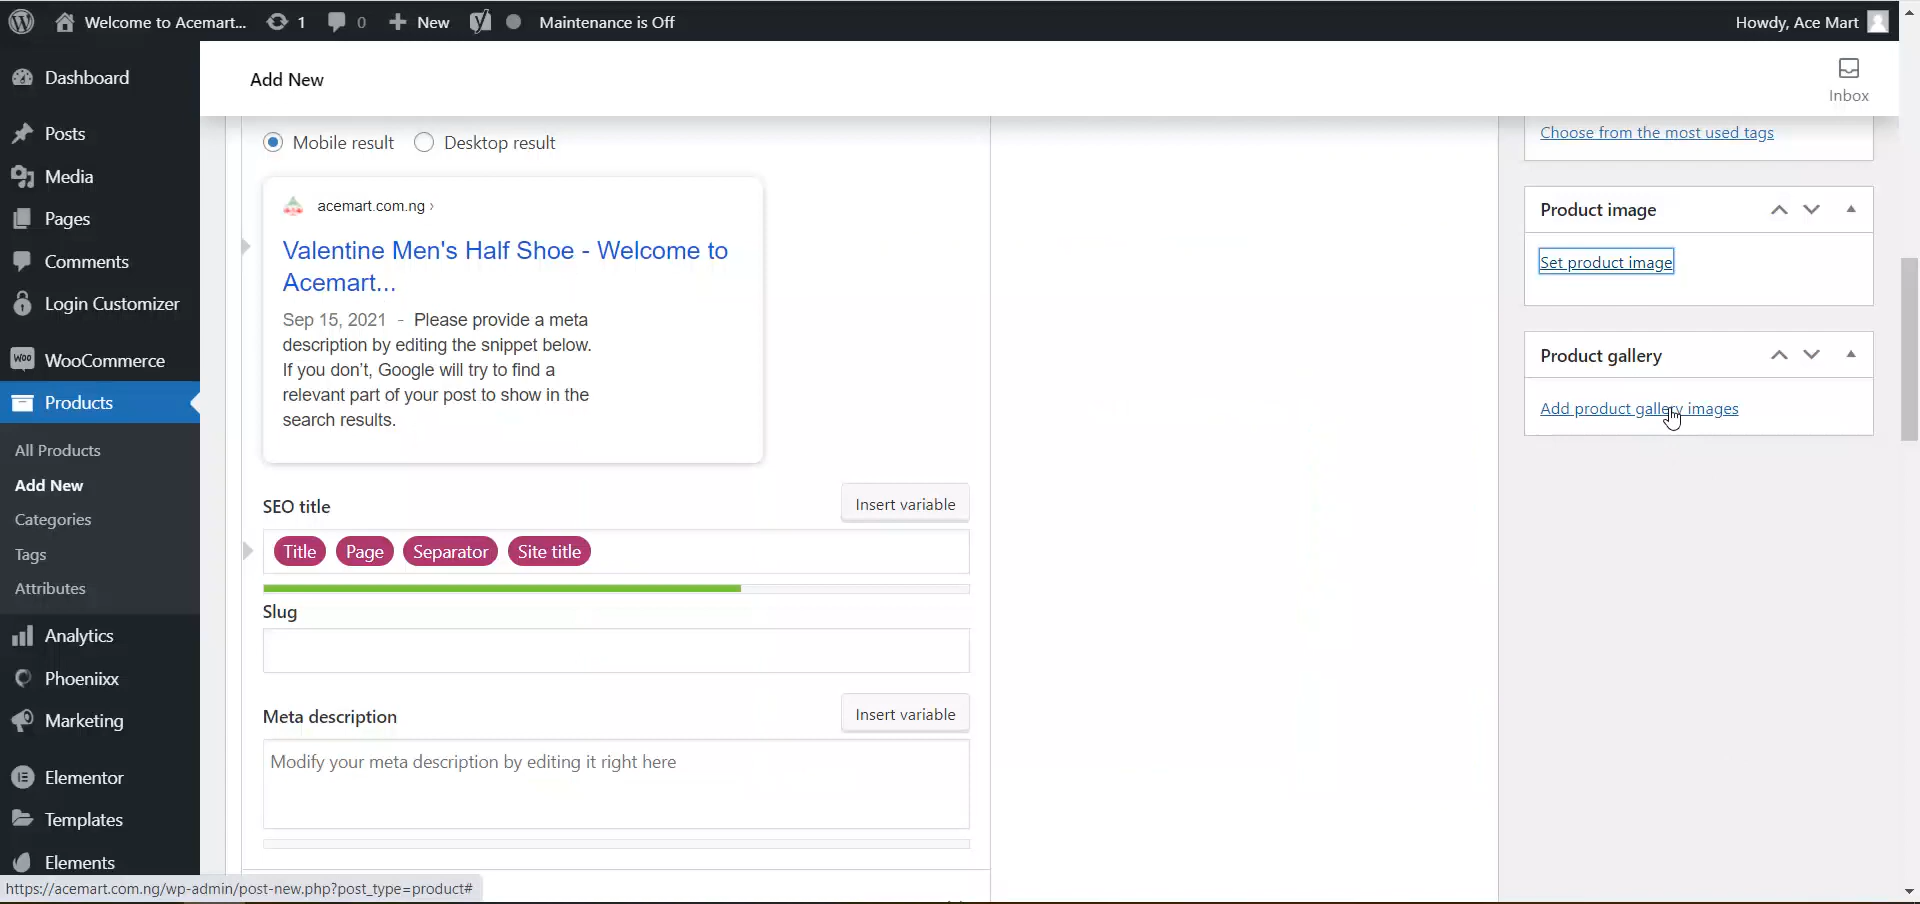 Welcome to Acemart... 1 0 New Maintenance is Off Howdy, Ace Mart
Dashboard
Posts
Media
Pages
Comments
Login Customizer
WooCommerce
Products
All Products
Add New
Categories
Tags
Attributes
Analytics
Phoeniixx
Marketing
Elementor
Templates
Elements
Add New
Inbox
Mobile result Desktop result
acemart.com.ng ›
Valentine Men's Half Shoe - Welcome to
Acemart...
Sep 15, 2021 - Please provide a meta
description by editing the snippet below.
If you don’t, Google will try to find a
relevant part of your post to show in the
search results.
SEO title
Insert variable
Title Page Separator Site title
Slug
Meta description
Insert variable
Modify your meta description by editing it right here
Choose from the most used tags
Product image
Set product image
Product gallery
Add product gallery images
https://acemart.com.ng/wp-admin/post-new.php?post_type=product#